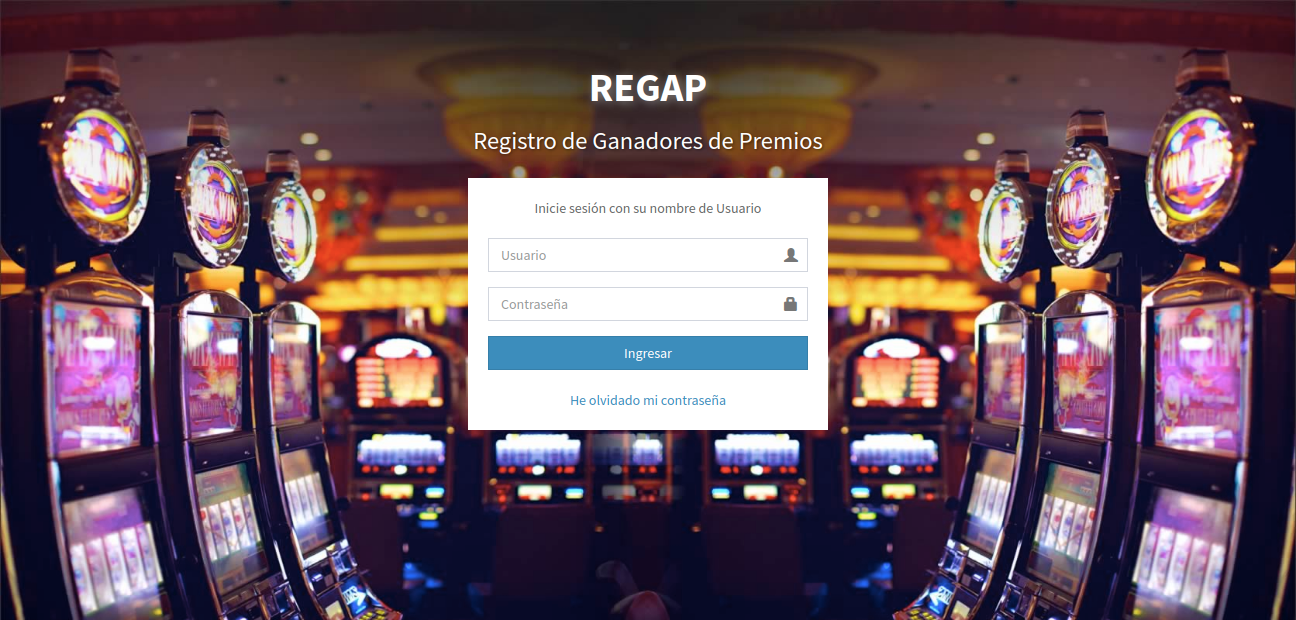 REGAP
Registro de Ganadores de Premios
Inicie sesión con su nombre de Usuario
Usuario
Contraseña
Ingresar
He olvidado mi contraseña